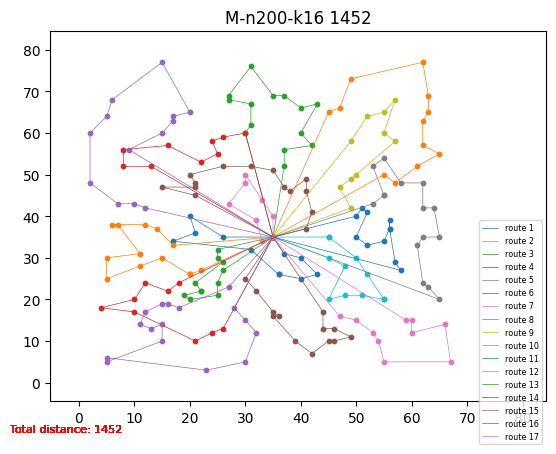 M-n200-k16 1452
80
70
60
50
40
30
20
10
0
0 10 20 30 40 50 60 70 80
route 1
route 2
route 3
route 4
route 5
route 6
route 7
route 8
route 9
route 10
route 11
route 12
route 13
route 14
route 15
route 16
route 17
Total distance: 1452